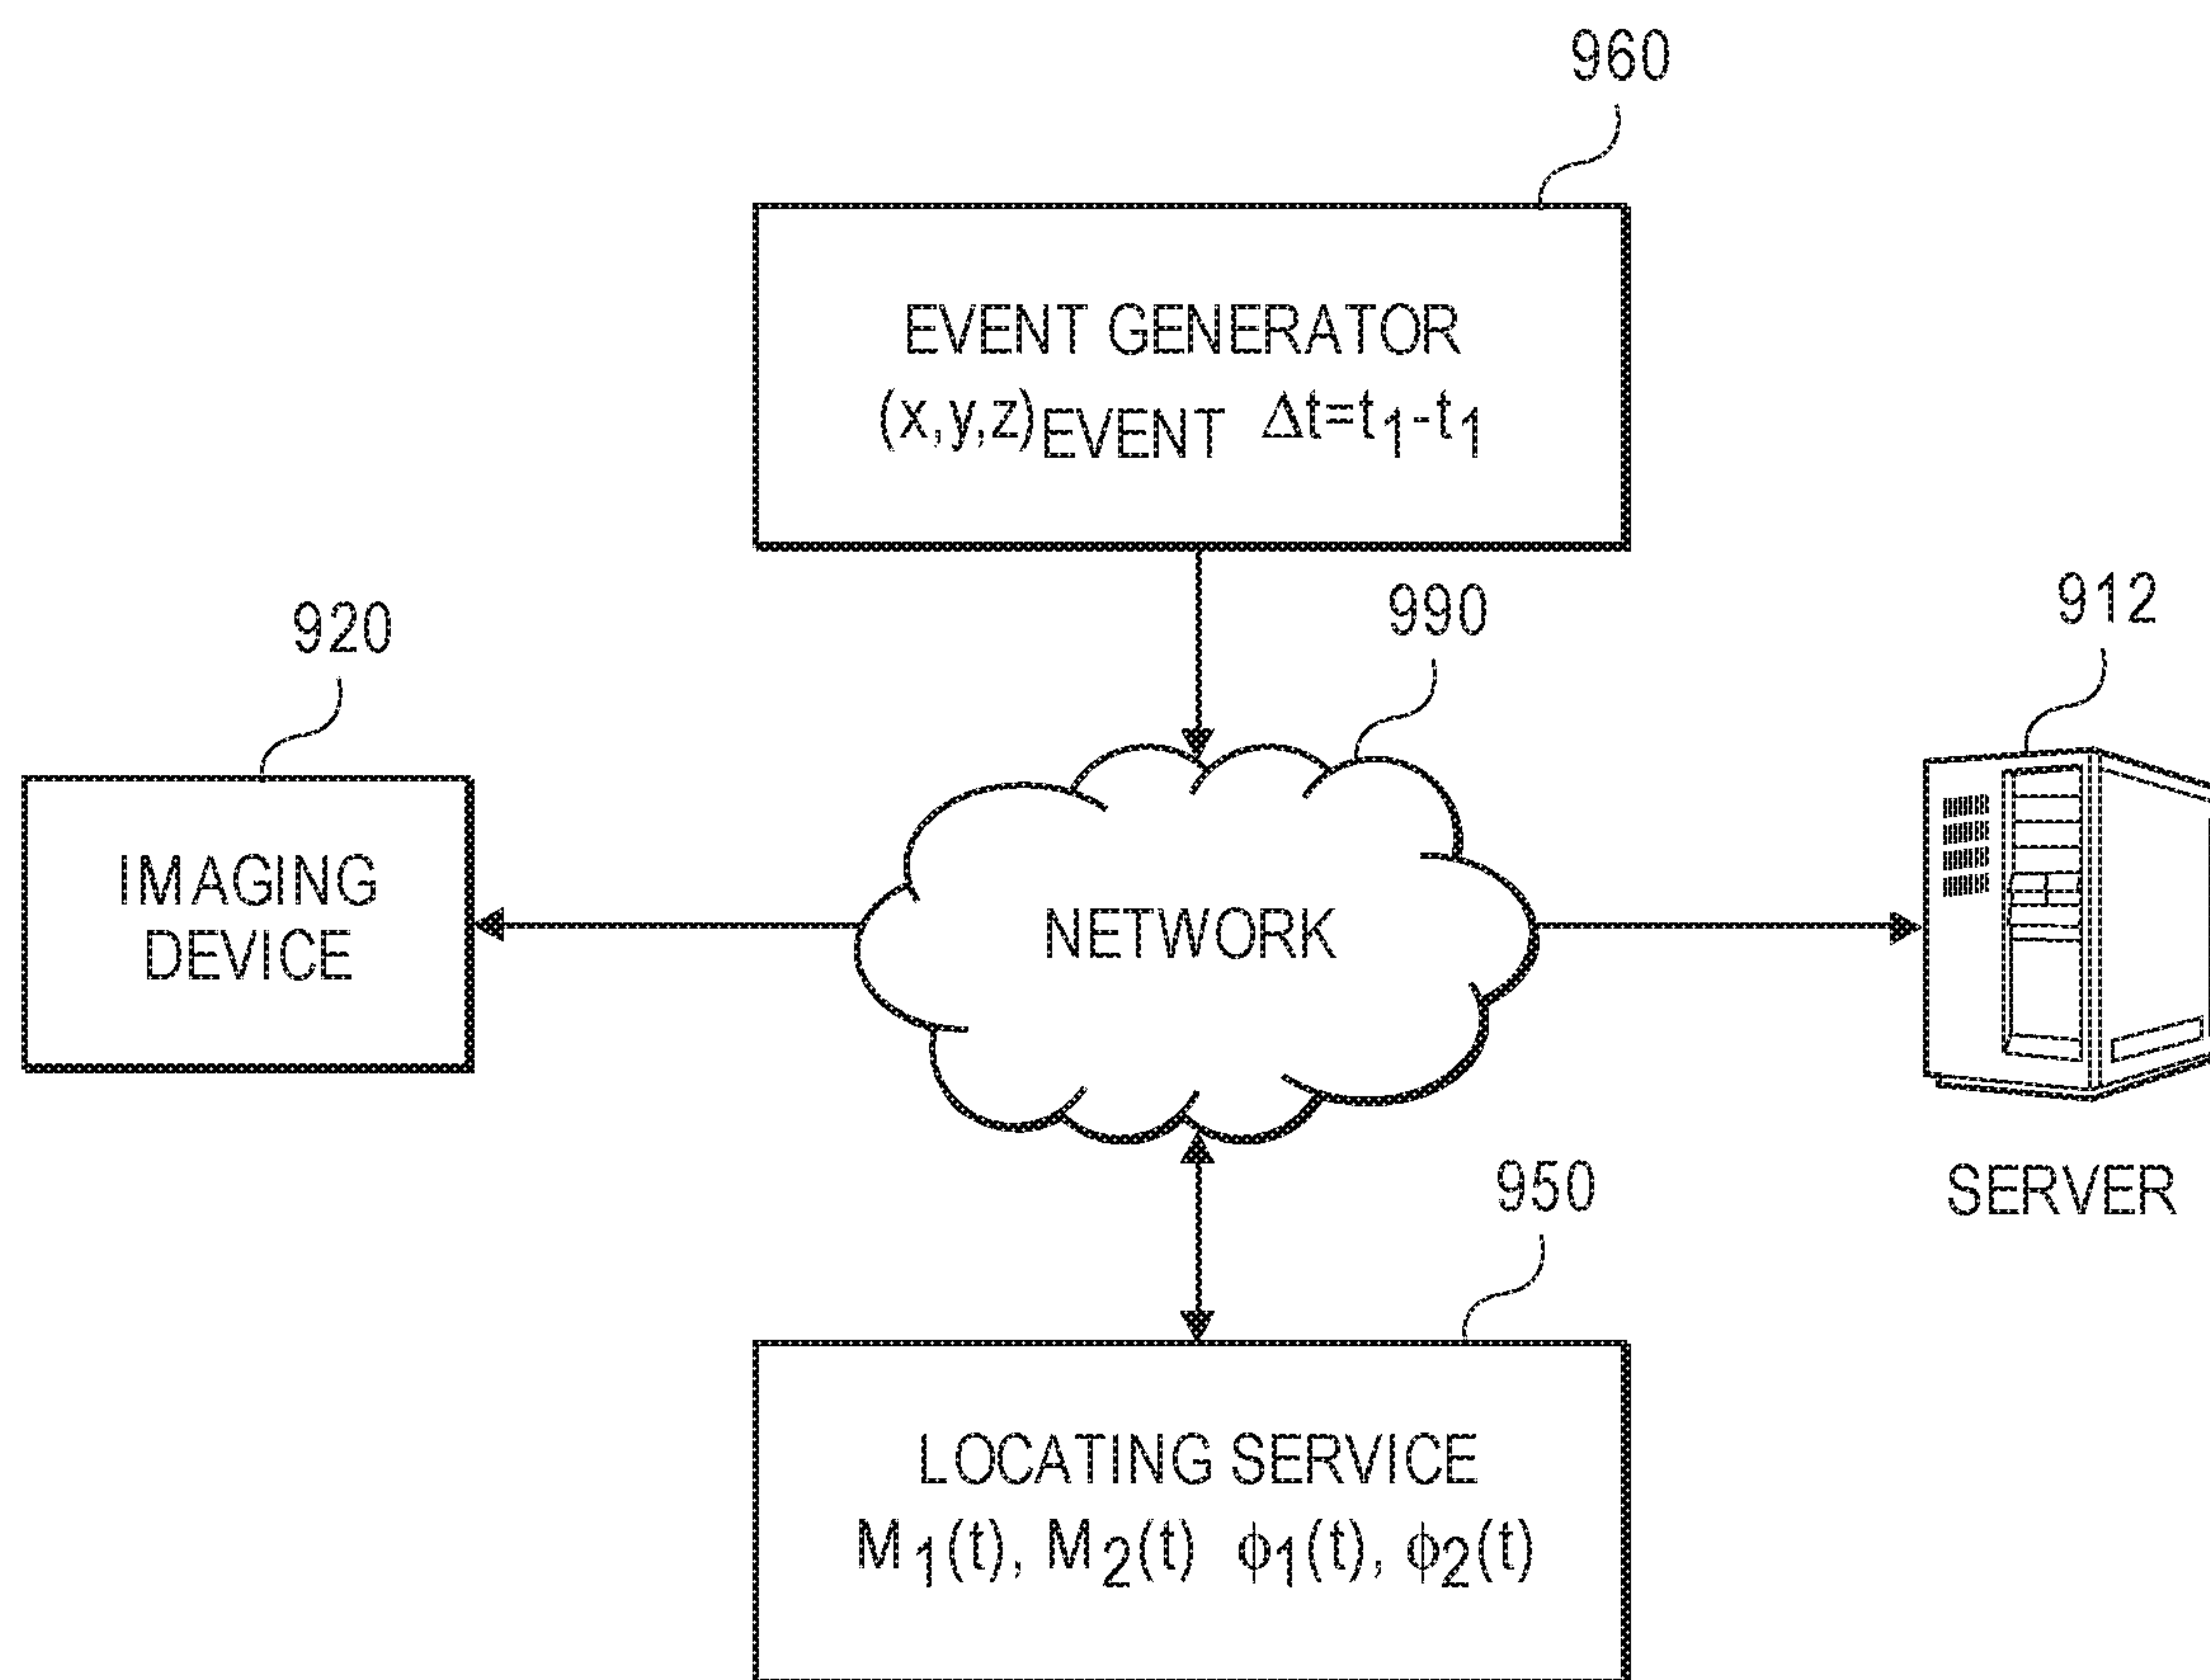 960
EVENT GENERATOR
(x,y,z)EVENT Δt=t1-t1
920
990
912
IMAGING
DEVICE
NETWORK
950
SERVER
LOCATING SERVICE
M1(t), M2(t) ϕ1(t), ϕ2(t)